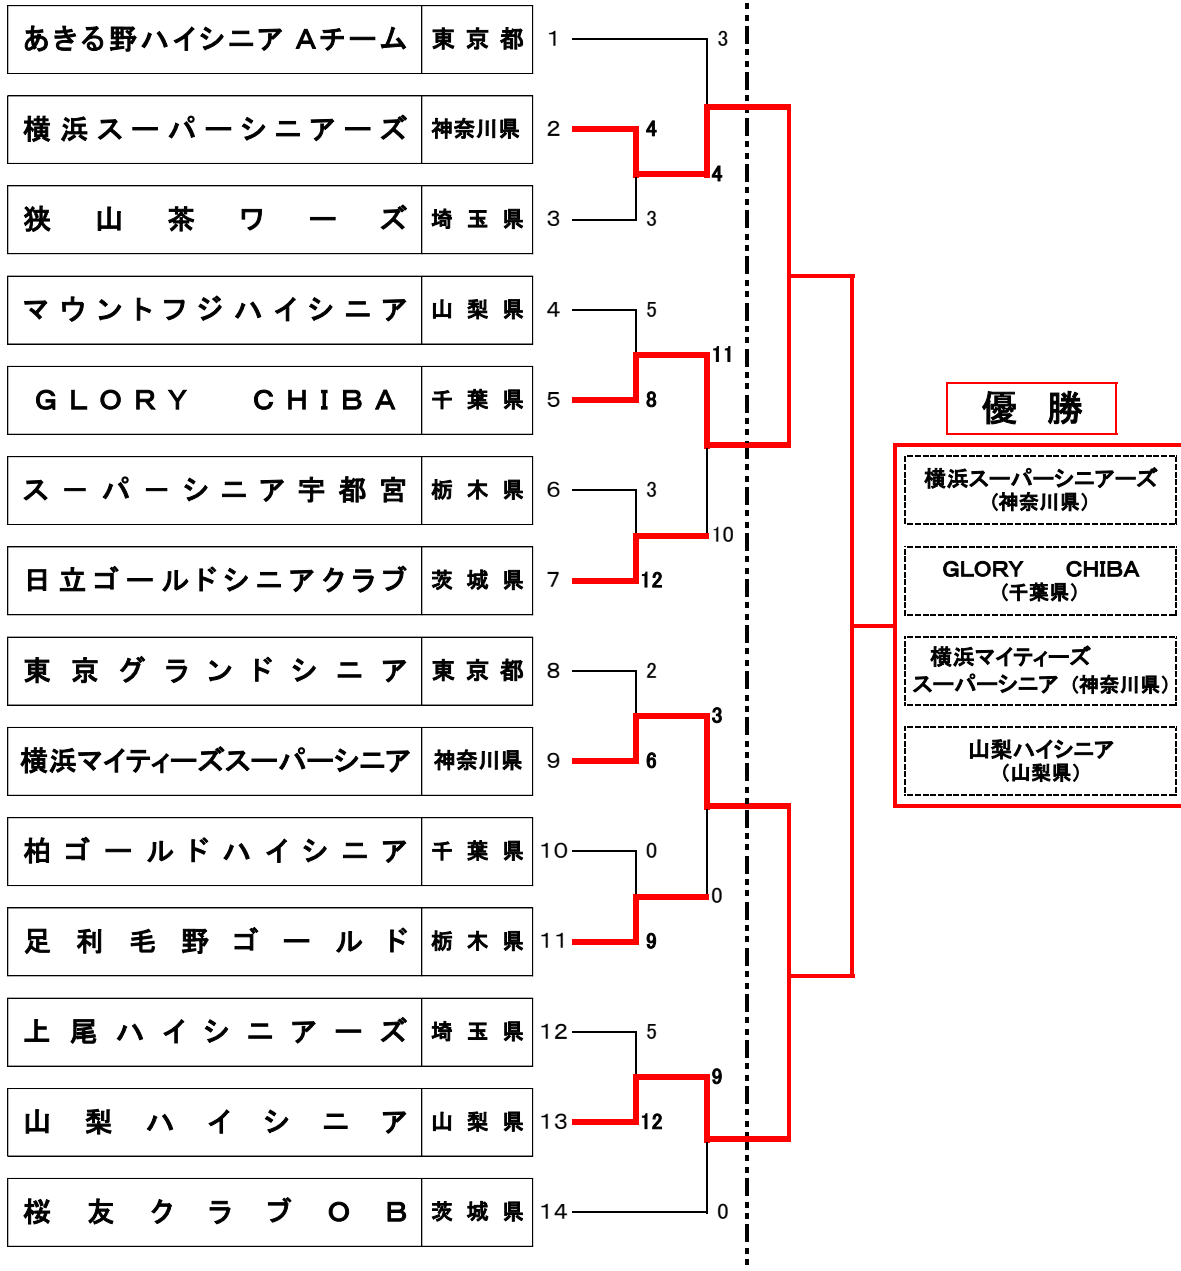 あきる野ハイシニア Aチーム 東京都 1 3
横浜スーパーシニアーズ 神奈川県 2 4
4
狭山茶ワーズ 埼玉県 3 3
マウントフジハイシニア 山梨県 4 5
11
GLORY CHIBA 千葉県 5 8
スーパーシニア宇都宮 栃木県 6 3
10
日立ゴールドシニアクラブ 茨城県 7 12
東京グランドシニア 東京都 8 2
3
横浜マイティーズスーパーシニア 神奈川県 9 6
柏ゴールドハイシニア 千葉県 10 0
0
足利毛野ゴールド 栃木県 11 9
上尾ハイシニアーズ 埼玉県 12 5
9
山梨ハイシニア 山梨県 13 12
桜友クラブOB 茨城県 14 0
優勝
横浜スーパーシニアーズ
(神奈川県)
GLORY CHIBA
(千葉県)
横浜マイティーズ
スーパーシニア (神奈川県)
山梨ハイシニア
(山梨県)